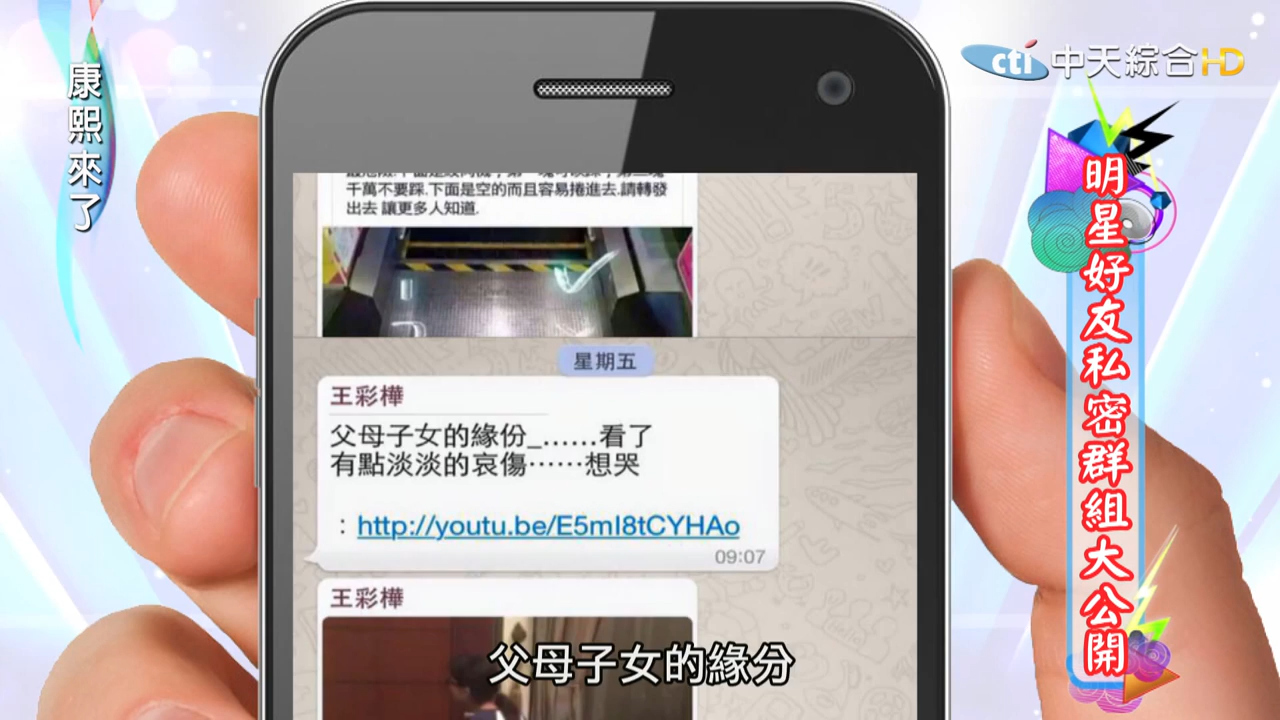 康熙來了
cti 中天綜合HD
明星好友私密群組大公開
千萬不要踩.下面是空的而且容易捲進去.請轉發
出去 讓更多人知道.
星期五
王彩樺
父母子女的緣份_……看了
有點淡淡的哀傷……想哭
：http://youtu.be/E5mI8tCYHAo
09:07
王彩樺
父母子女的緣分